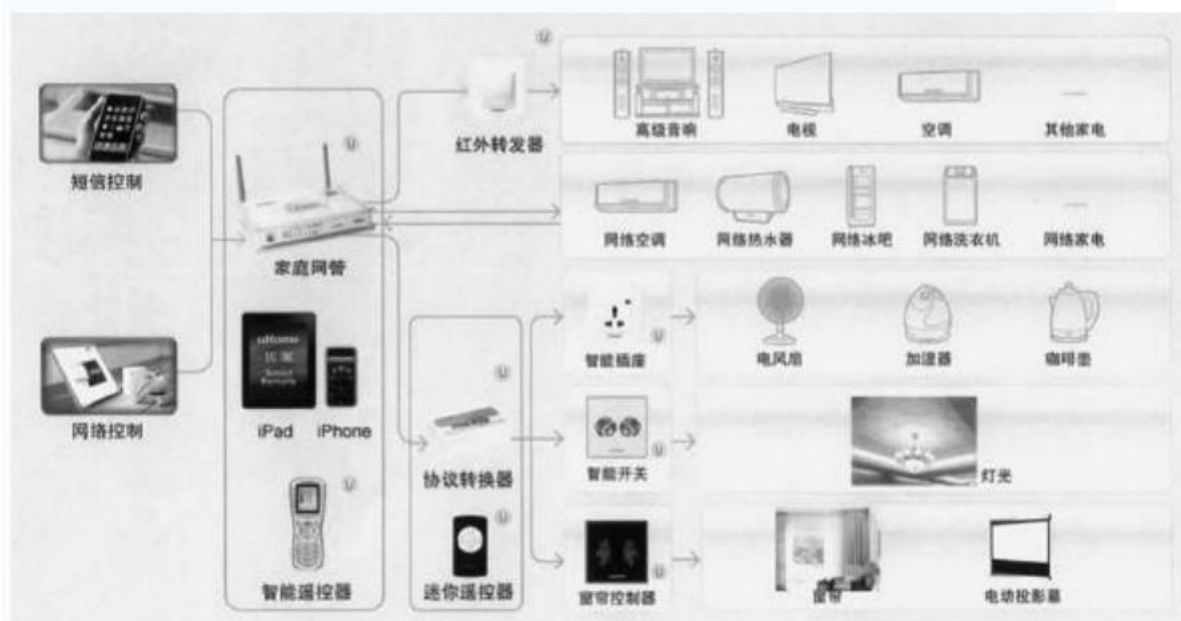 高级音响
电视
空调
其他家电
红外转发器
短信控制
网络空调
网络热水器
网络冰吧
网络洗衣机
网络家电
家庭网管
uHome
智能插座
电风扇
加湿器
咖啡壶
网络控制
iPad
iPhone
协议转换器
智能开关
灯光
智能遥控器
迷你遥控器
窗帘控制器
窗帘
电动投影幕